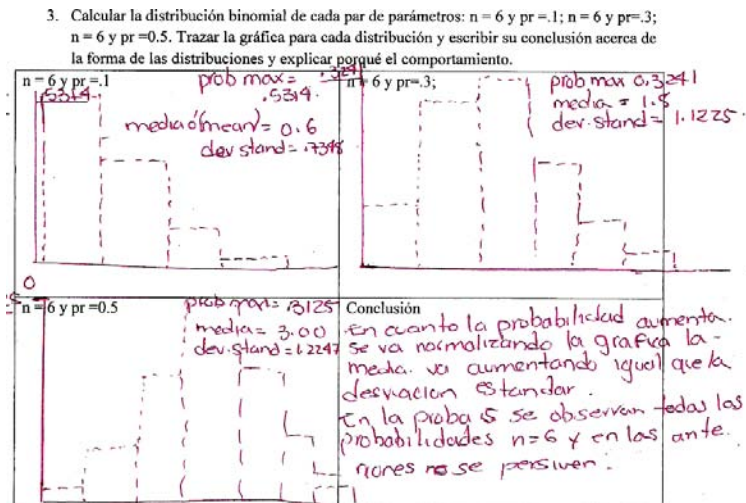 3. Calcular la distribución binomial de cada par de parámetros: n = 6 y pr =.1; n = 6 y pr=.3;
n = 6 y pr =0.5. Trazar la gráfica para cada distribución y escribir su conclusión acerca de
la forma de las distribuciones y explicar porqué el comportamiento.
n = 6 y pr =.1
prob max =
.5314
.5314.
media ó(mean) = 0.6
dev stand= .7348
0
.3241
n = 6 y pr=.3;
prob max 0.3241
media = 1.8
dev. stand = 1.1225
n = 6 y pr =0.5
prob max= .3125
media= 3.00
dev. stand = 1.2247
Conclusión
En cuanto la probabilidad aumenta.
se va normalizando la grafica la -
media. va aumentando igual que la
desviacion estandar.
En la proba .5 se observan todas las
probabilidades n=6 y en las ante.
riores no se persiven.